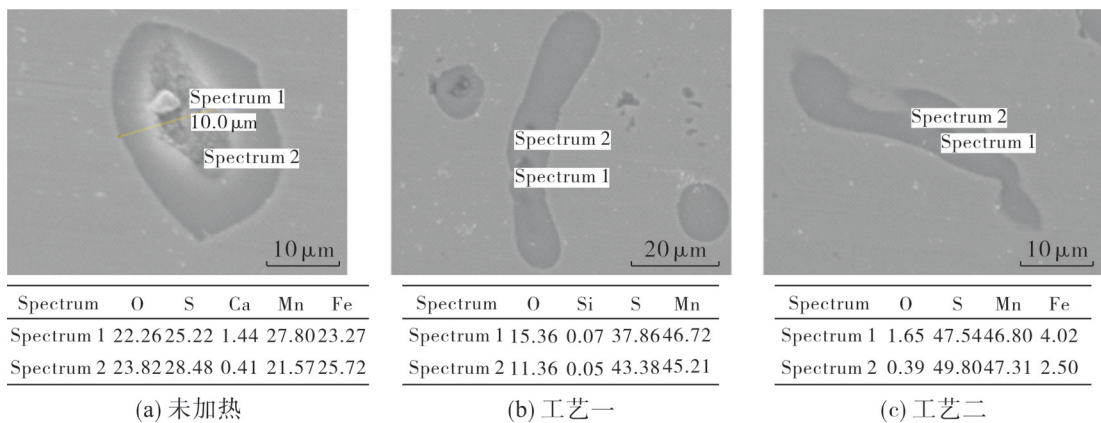 Spectrum 1
10.0 μm
Spectrum 2
10 μm
Spectrum 2
Spectrum 1
20 μm
Spectrum 2
Spectrum 1
10 μm
Spectrum O S Ca Mn Fe
Spectrum 1 22.26 25.22 1.44 27.80 23.27
Spectrum 2 23.82 28.48 0.41 21.57 25.72
(a) 未加热
Spectrum O Si S Mn
Spectrum 1 15.36 0.07 37.86 46.72
Spectrum 2 11.36 0.05 43.38 45.21
(b) 工艺一
Spectrum O S Mn Fe
Spectrum 1 1.65 47.54 46.80 4.02
Spectrum 2 0.39 49.80 47.31 2.50
(c) 工艺二